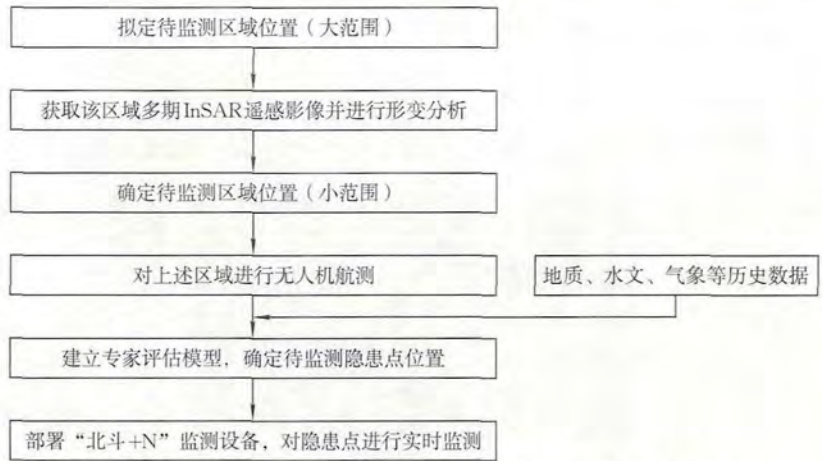 拟定待监测区域位置（大范围）
获取该区域多期InSAR遥感影像并进行形变分析
确定待监测区域位置（小范围）
对上述区域进行无人机航测
地质、水文、气象等历史数据
建立专家评估模型，确定待监测隐患点位置
部署“北斗+N”监测设备，对隐患点进行实时监测